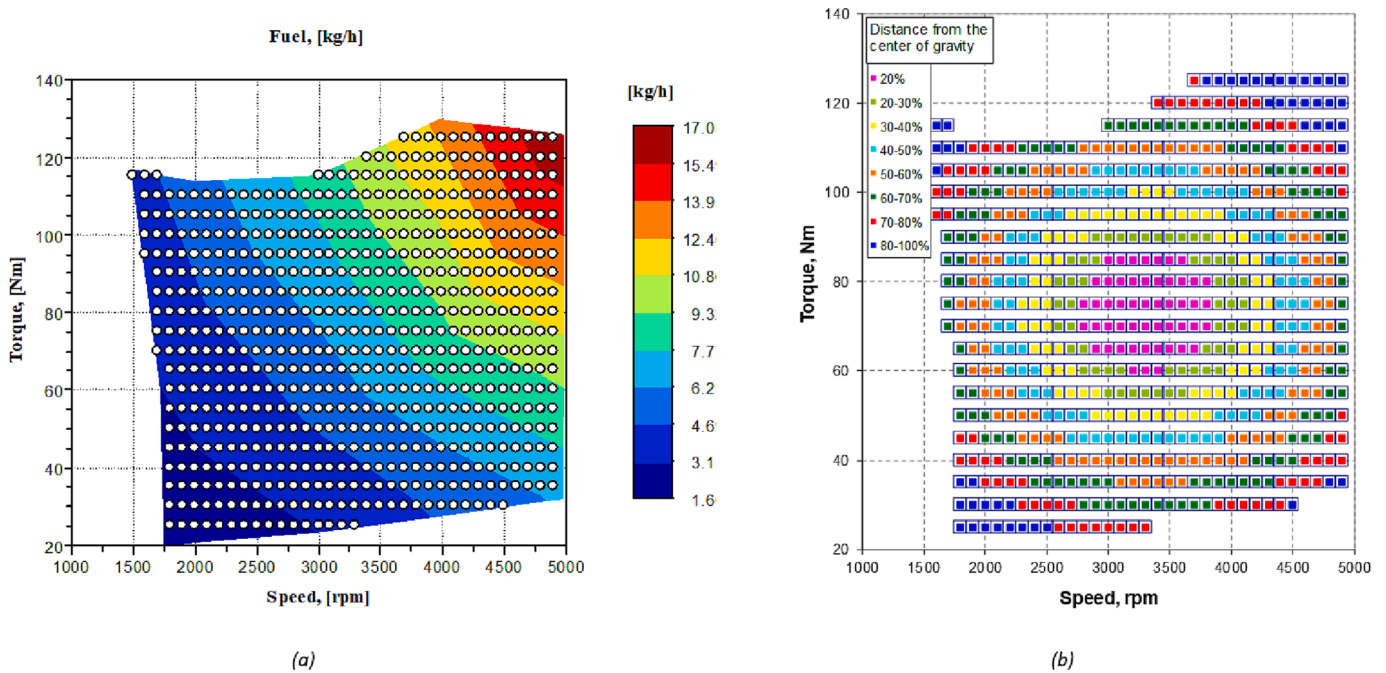 Fuel, [kg/h]
140
120
100
80
60
40
20
Torque, [Nm]
1000 1500 2000 2500 3000 3500 4000 4500 5000
Speed, [rpm]
[kg/h]
17.0
15.4
13.9
12.4
10.8
9.3
7.7
6.2
4.6
3.1
1.6
(a)
Distance from the
center of gravity
20%
20-30%
30-40%
40-50%
50-60%
60-70%
70-80%
80-100%
140
120
100
80
60
40
20
Torque, Nm
1000 1500 2000 2500 3000 3500 4000 4500 5000
Speed, rpm
(b)